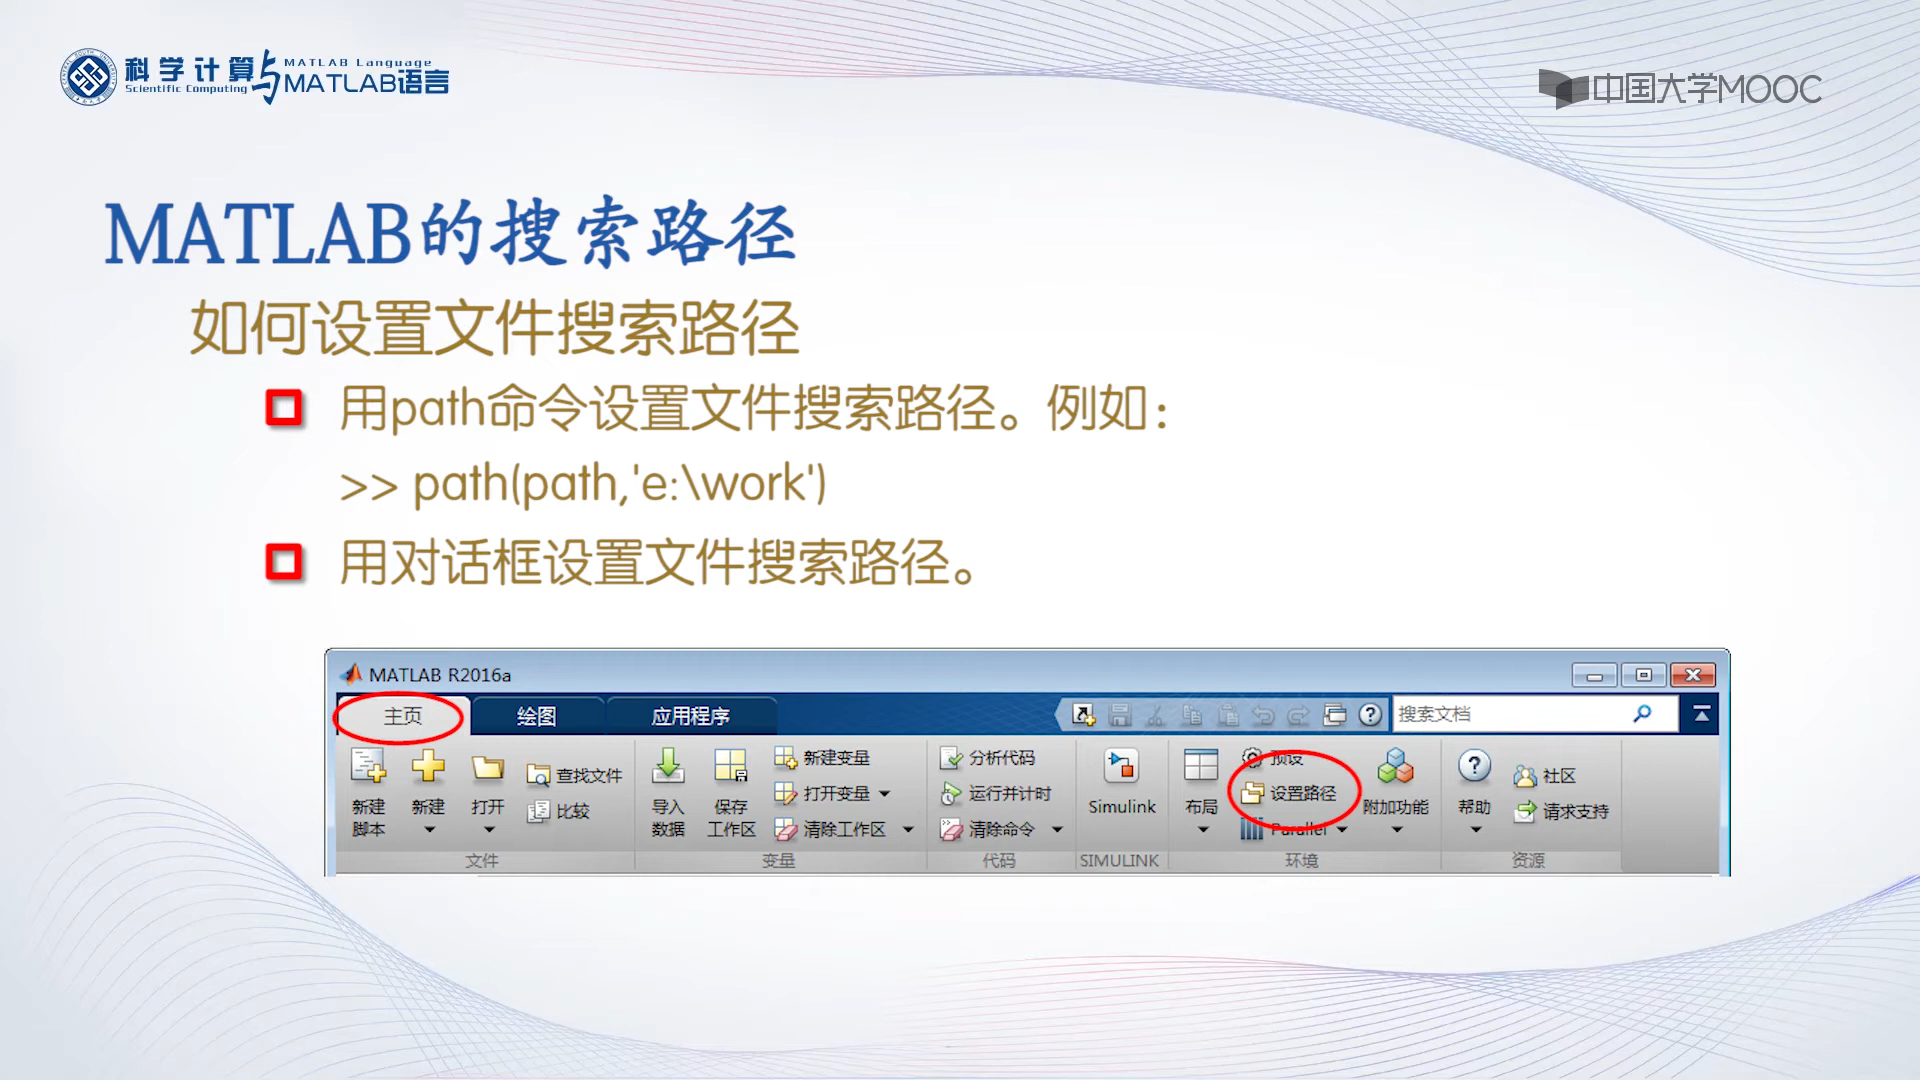 科学计算与MATLAB语言
Scientific Computing MATLAB Language
中国大学MOOC
MATLAB的搜索路径
如何设置文件搜索路径
用path命令设置文件搜索路径。例如：
>> path(path,'e:\work')
用对话框设置文件搜索路径。
MATLAB R2016a
主页 绘图 应用程序 搜索文档
新建脚本 新建 打开 查找文件 比较
导入数据 保存工作区 新建变量 打开变量 清除工作区
分析代码 运行并计时 清除命令
Simulink
布局 预设 设置路径 Parallel 附加功能
帮助 社区 请求支持
文件 变量 代码 SIMULINK 环境 资源